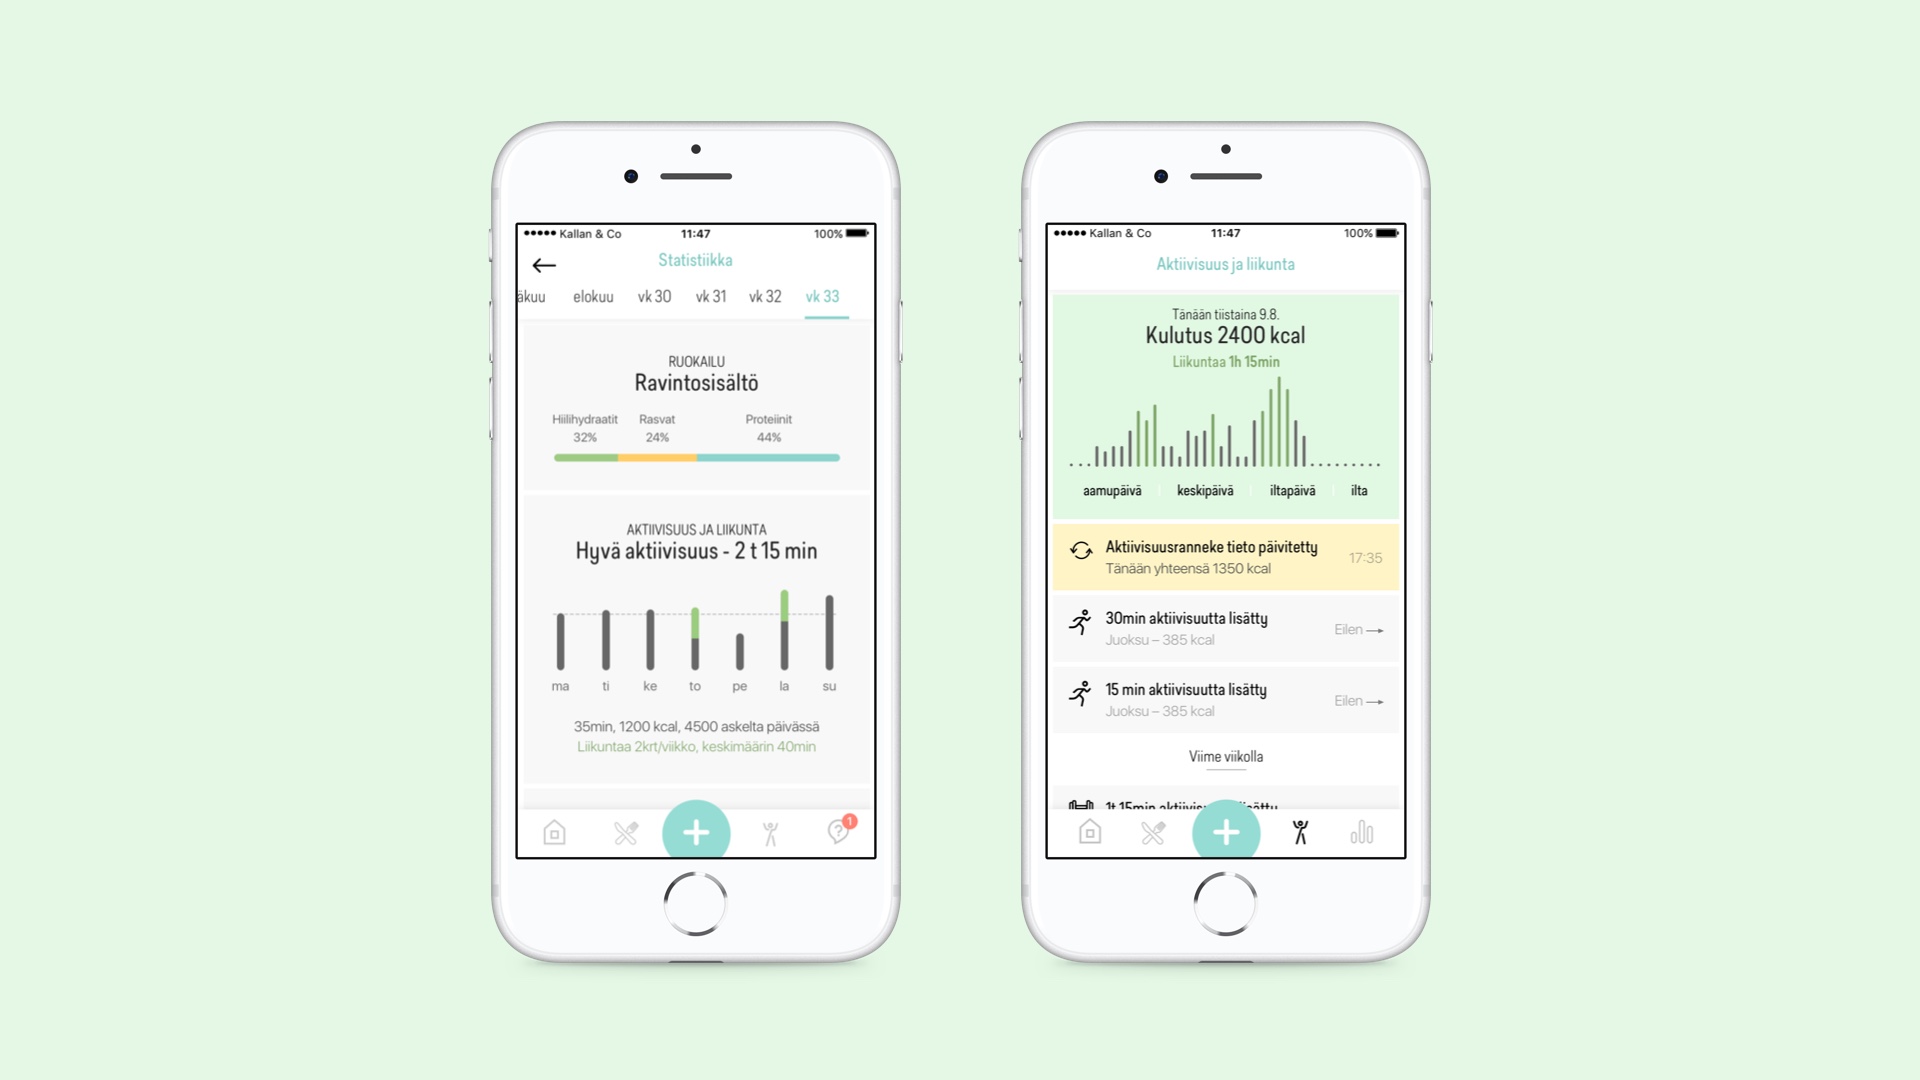 Kallan & Co 11:47 100%
Statistiikka
äkuu elokuu vk 30 vk 31 vk 32 vk 33
RUOKAILU
Ravintosisältö
Hiilihydraatit Rasvat Proteiinit
32% 24% 44%
AKTIIVISUUS JA LIIKUNTA
Hyvä aktiivisuus - 2 t 15 min
ma ti ke to pe la su
35min, 1200 kcal, 4500 askelta päivässä
Liikuntaa 2krt/viikko, keskimäärin 40min
1
Kallan & Co 11:47 100%
Aktiivisuus ja liikunta
Tänään tiistaina 9.8.
Kulutus 2400 kcal
Liikuntaa 1h 15min
aamupäivä keskipäivä iltapäivä ilta
Aktiivisuusranneke tieto päivitetty
17:35
Tänään yhteensä 1350 kcal
30min aktiivisuutta lisätty
Eilen
Juoksu – 385 kcal
15 min aktiivisuutta lisätty
Eilen
Juoksu – 385 kcal
Viime viikolla
1t 15min